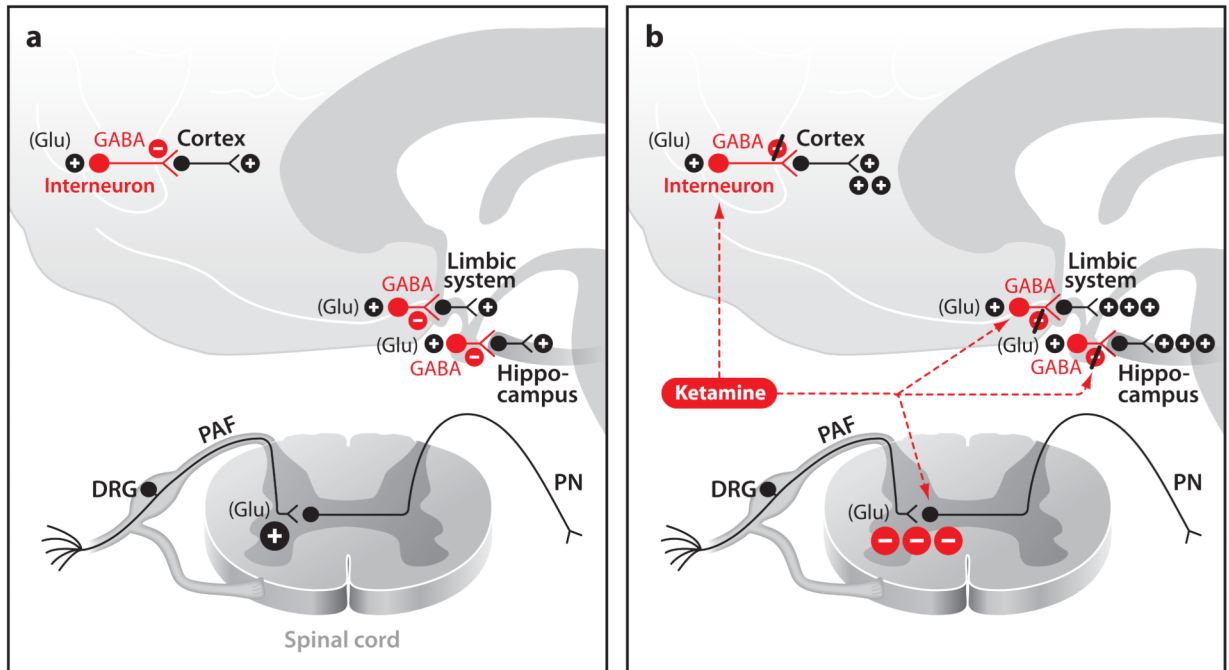 a
(Glu)
GABA
−
Cortex
+
+
Interneuron
Limbic
system
GABA
(Glu)
+
+
−
(Glu)
+
+
GABA
−
Hippo-
campus
PAF
DRG
(Glu)
+
PN
Spinal cord
b
(Glu)
GABA
−
Cortex
+
+
Interneuron
++
Limbic
system
GABA
(Glu)
+
+++
−
(Glu)
+
+++
GABA
−
Hippo-
campus
Ketamine
PAF
DRG
(Glu)
− − −
PN